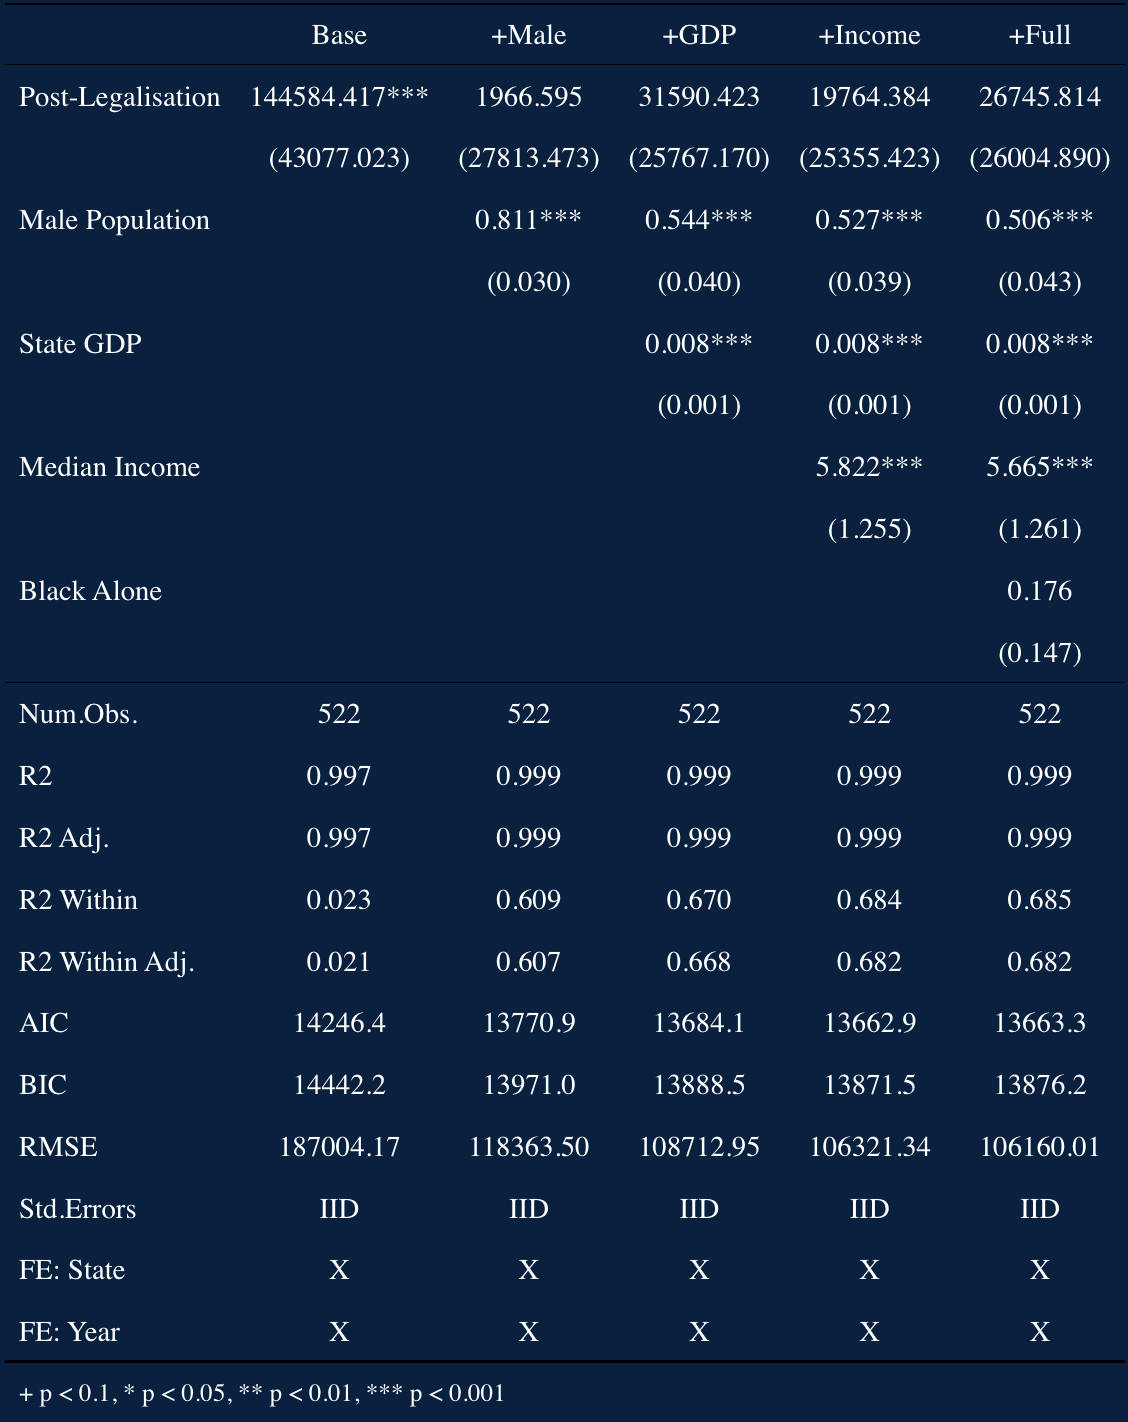 Base +Male +GDP +Income +Full
Post-Legalisation 144584.417*** 1966.595 31590.423 19764.384 26745.814
(43077.023) (27813.473) (25767.170) (25355.423) (26004.890)
Male Population 0.811*** 0.544*** 0.527*** 0.506***
(0.030) (0.040) (0.039) (0.043)
State GDP 0.008*** 0.008*** 0.008***
(0.001) (0.001) (0.001)
Median Income 5.822*** 5.665***
(1.255) (1.261)
Black Alone 0.176
(0.147)
Num.Obs. 522 522 522 522 522
R2 0.997 0.999 0.999 0.999 0.999
R2 Adj. 0.997 0.999 0.999 0.999 0.999
R2 Within 0.023 0.609 0.670 0.684 0.685
R2 Within Adj. 0.021 0.607 0.668 0.682 0.682
AIC 14246.4 13770.9 13684.1 13662.9 13663.3
BIC 14442.2 13971.0 13888.5 13871.5 13876.2
RMSE 187004.17 118363.50 108712.95 106321.34 106160.01
Std.Errors IID IID IID IID IID
FE: State X X X X X
FE: Year X X X X X
+ p < 0.1, * p < 0.05, ** p < 0.01, *** p < 0.001